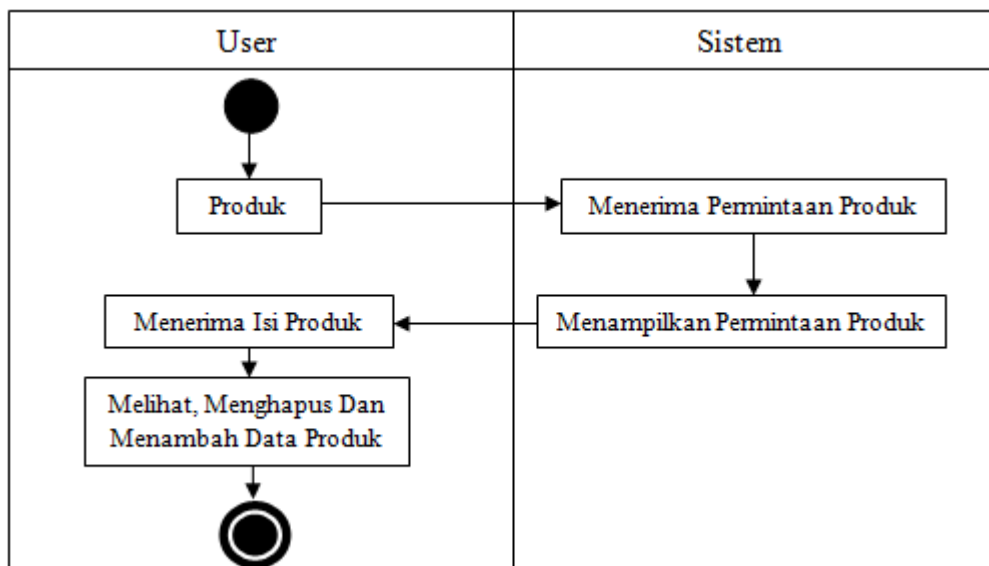 User
Sistem
Produk
Menerima Permintaan Produk
Menerima Isi Produk
Menampilkan Permintaan Produk
Melihat, Menghapus Dan
Menambah Data Produk